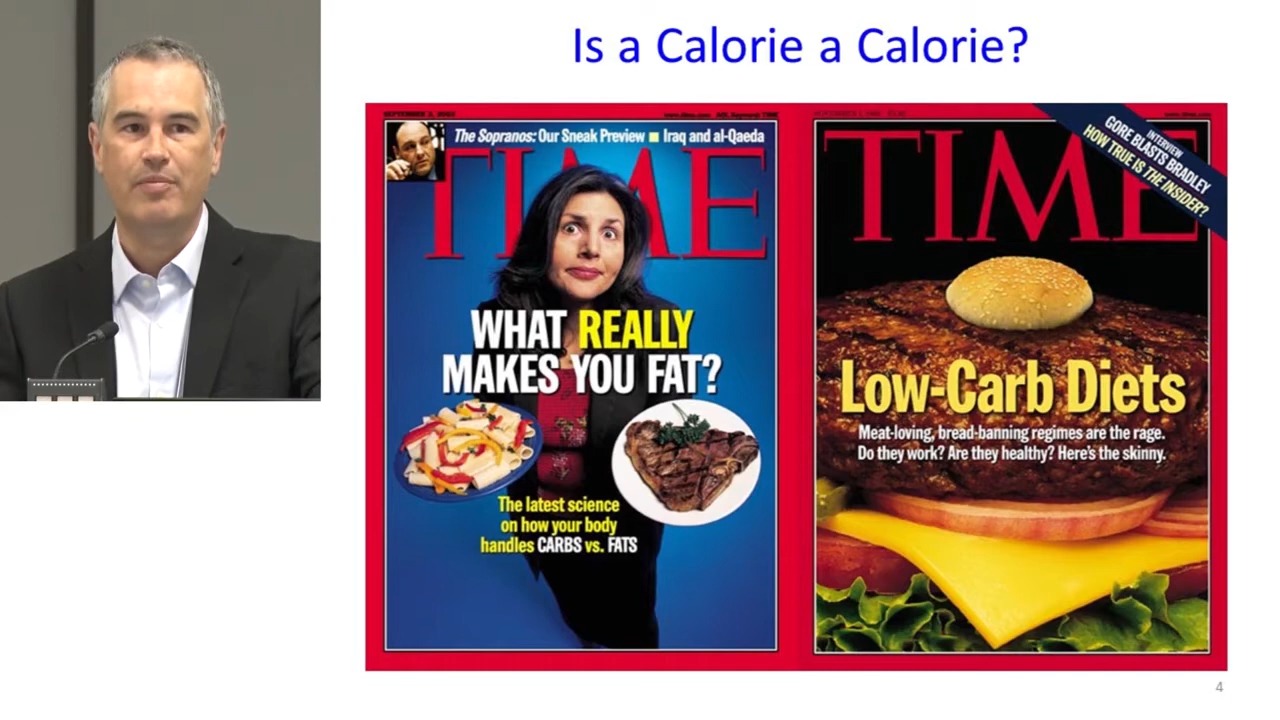 Is a Calorie a Calorie?
SEPTEMBER 2, 2002
The Sopranos: Our Sneak Preview ■ Iraq and al-Qaeda
TIME
WHAT REALLY
MAKES YOU FAT?
The latest science
on how your body
handles CARBS vs. FATS
INTERVIEW
GORE BLASTS BRADLEY
HOW TRUE IS THE INSIDER?
TIME
Low-Carb Diets
Meat-loving, bread-banning regimes are the rage.
Do they work? Are they healthy? Here's the skinny.
4